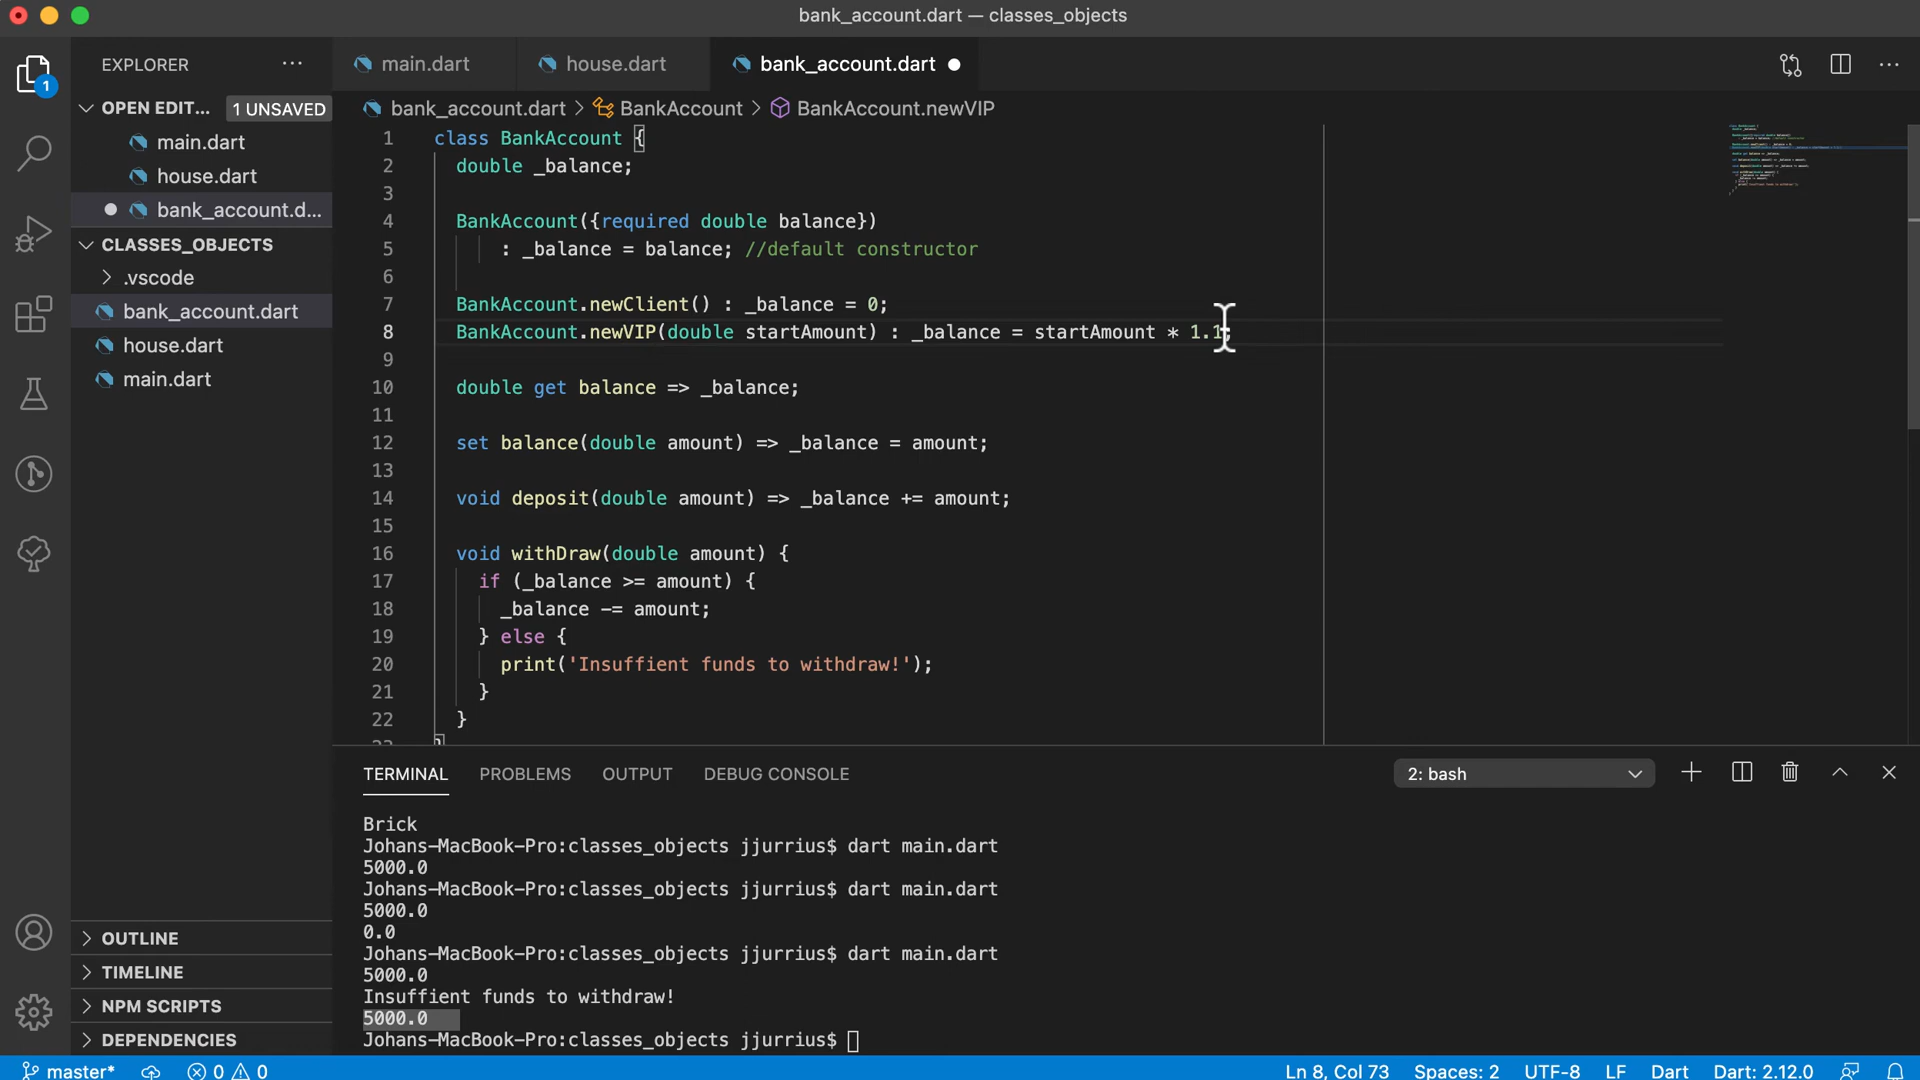 bank_account.dart — classes_objects
EXPLORER
main.dart
house.dart
bank_account.dart
OPEN EDIT... 1 UNSAVED
main.dart
house.dart
bank_account.d...
CLASSES_OBJECTS
.vscode
bank_account.dart
house.dart
main.dart
OUTLINE
TIMELINE
NPM SCRIPTS
DEPENDENCIES
1
bank_account.dart > BankAccount > BankAccount.newVIP
1 class BankAccount {
2 double _balance;
3
4 BankAccount({required double balance})
5 : _balance = balance; //default constructor
6
7 BankAccount.newClient() : _balance = 0;
8 BankAccount.newVIP(double startAmount) : _balance = startAmount * 1.1;
9
10 double get balance => _balance;
11
12 set balance(double amount) => _balance = amount;
13
14 void deposit(double amount) => _balance += amount;
15
16 void withDraw(double amount) {
17 if (_balance >= amount) {
18 _balance -= amount;
19 } else {
20 print('Insuffient funds to withdraw!');
21 }
22 }
TERMINAL PROBLEMS OUTPUT DEBUG CONSOLE 2: bash
Brick
Johans-MacBook-Pro:classes_objects jjurrius$ dart main.dart
5000.0
Johans-MacBook-Pro:classes_objects jjurrius$ dart main.dart
5000.0
0.0
Johans-MacBook-Pro:classes_objects jjurrius$ dart main.dart
5000.0
Insuffient funds to withdraw!
5000.0
Johans-MacBook-Pro:classes_objects jjurrius$
master* 0 0 Ln 8, Col 73 Spaces: 2 UTF-8 LF Dart Dart: 2.12.0